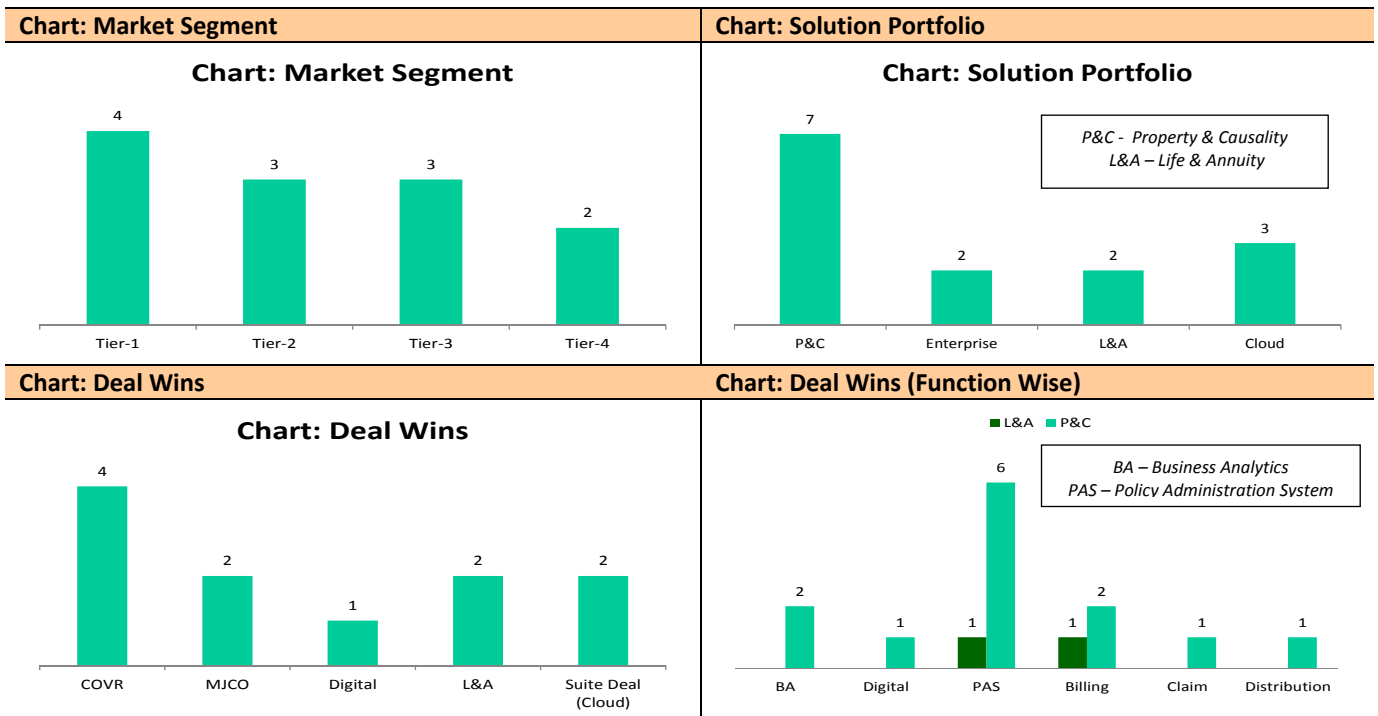 Chart: Market Segment
Chart: Solution Portfolio
Chart: Market Segment
4
3
3
2
Tier-1 Tier-2 Tier-3 Tier-4
Chart: Solution Portfolio
P&C - Property & Causality
L&A – Life & Annuity
7
2
2
3
P&C Enterprise L&A Cloud
Chart: Deal Wins
Chart: Deal Wins (Function Wise)
Chart: Deal Wins
4
2
1
2
2
COVR MJCO Digital L&A Suite Deal
(Cloud)
L&A P&C
BA – Business Analytics
PAS – Policy Administration System
2
1
1
6
1
2
1
1
BA Digital PAS Billing Claim Distribution